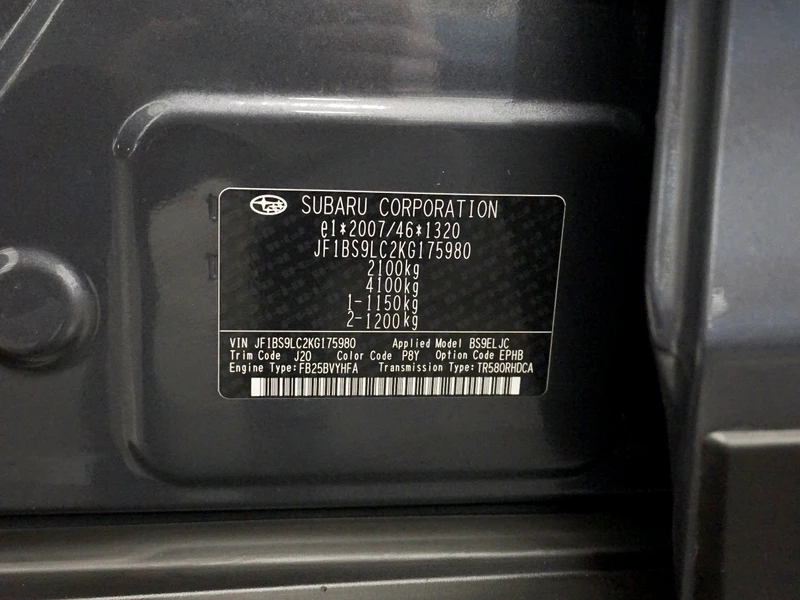 SUBARU CORPORATION
e1*2007/46*1320
JF1BS9LC2KG175980
2100kg
4100kg
1-1150kg
2-1200kg
VIN JF1BS9LC2KG175980 Applied Model BS9ELJC
Trim Code J20 Color Code P8Y Option Code EPHB
Engine Type:FB25BVYHFA Transmission Type:TR580RHDCA